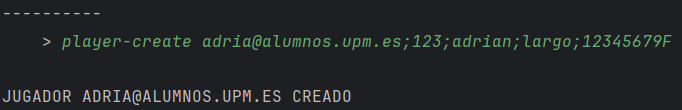 ----------
> player-create adria@alumnos.upm.es;123;adrian;largo;12345679F
JUGADOR ADRIA@ALUMNOS.UPM.ES CREADO